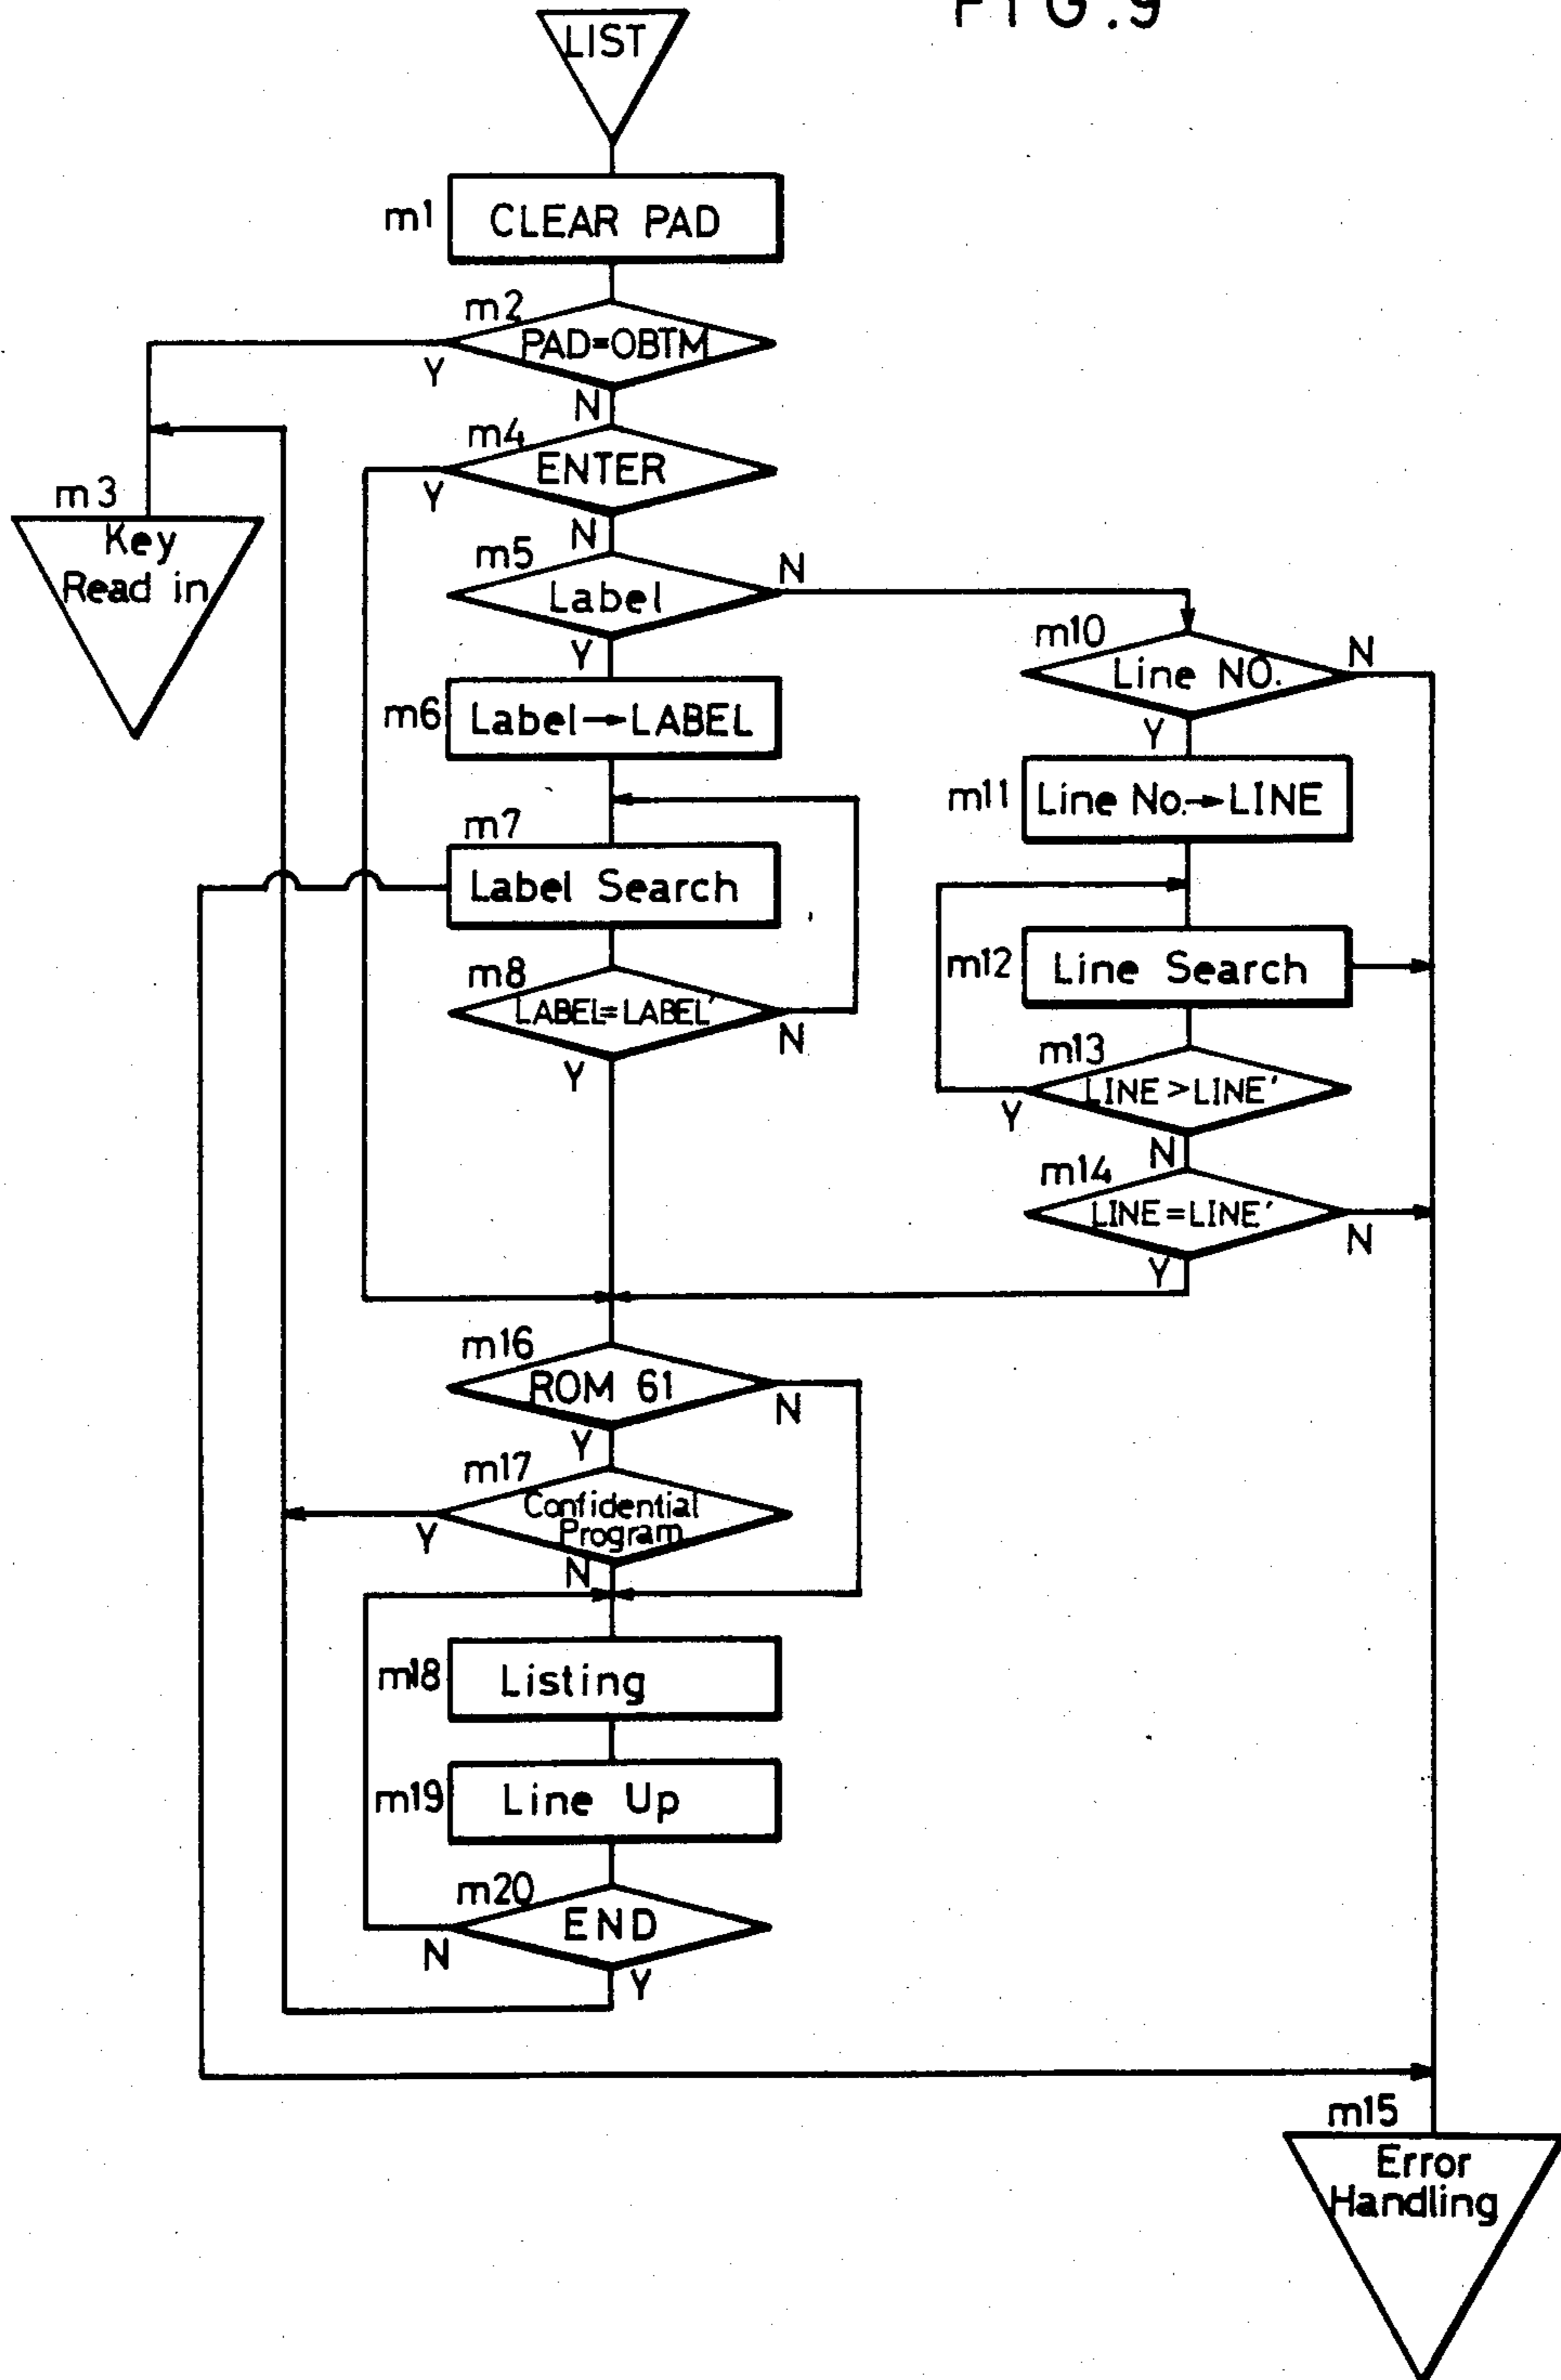 FIG.9
LIST
m1
CLEAR PAD
m2
PAD=OBTM
Y
N
m4
ENTER
Y
N
m3
Key
Read in
m5
Label
N
Y
m10
Line NO.
N
Y
m6
Label→LABEL
m11
Line No.→LINE
m7
Label Search
m12
Line Search
m8
LABEL=LABEL'
N
Y
m13
LINE>LINE'
Y
N
m14
LINE=LINE'
N
Y
m16
ROM 61
N
Y
m17
Confidential
Program
Y
N
m18
Listing
m19
Line Up
m20
END
N
Y
m15
Error
Handling